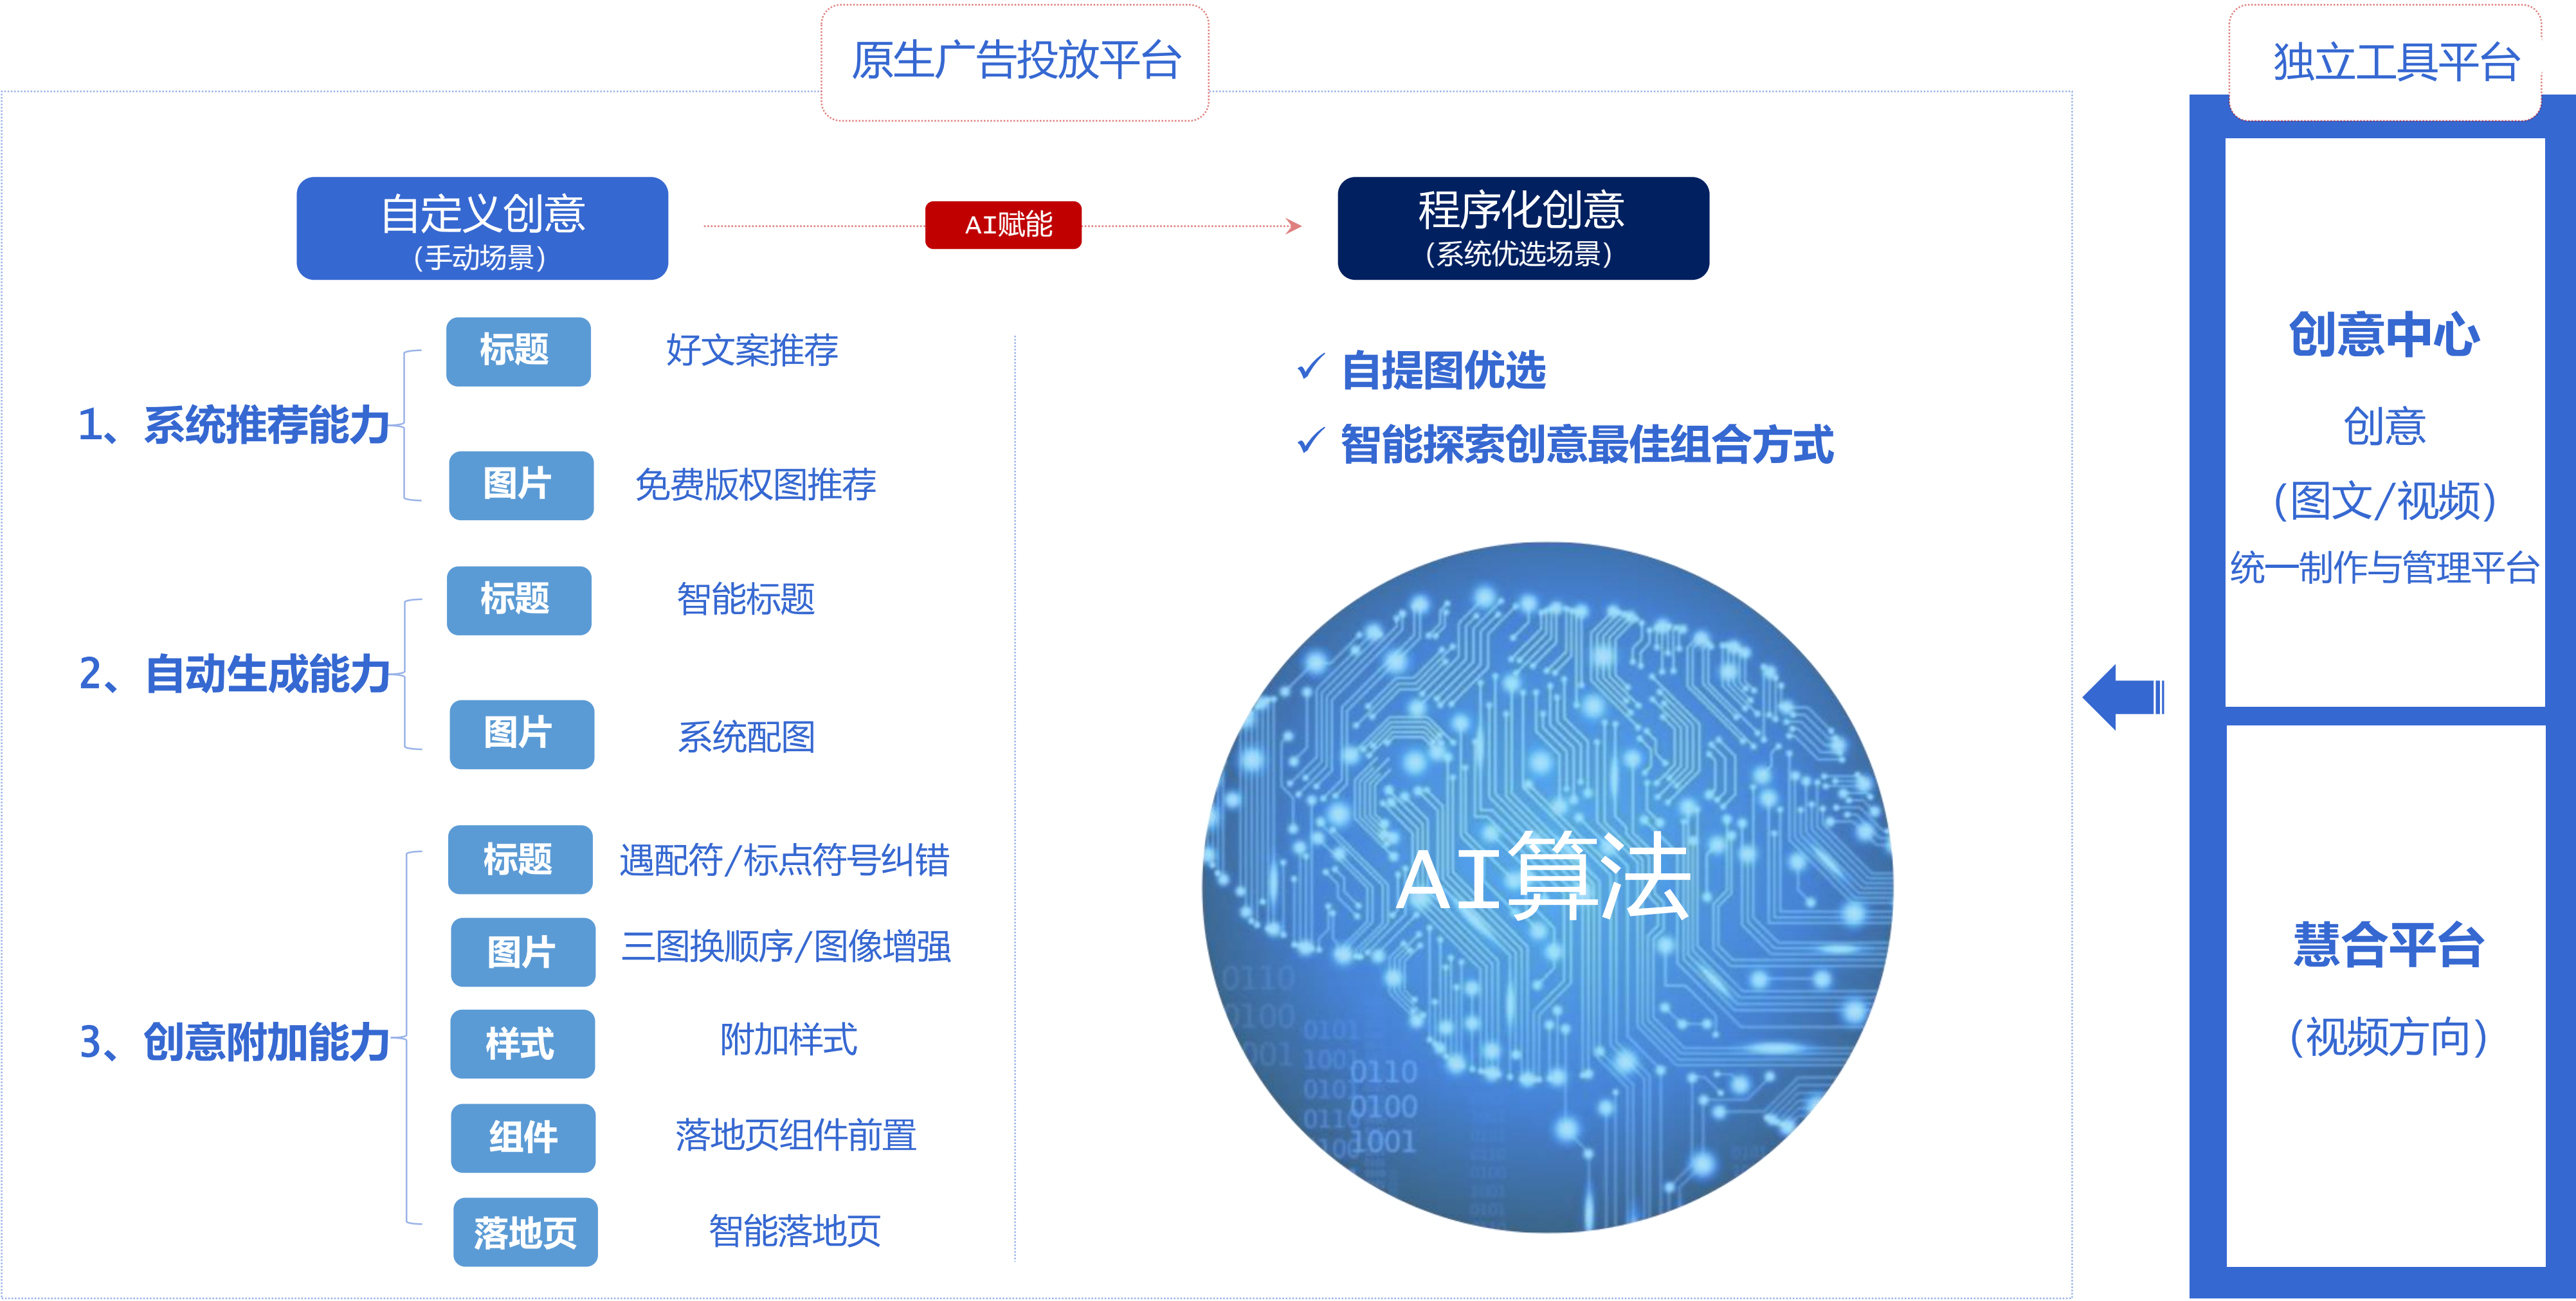 原生广告投放平台
独立工具平台
自定义创意
(手动场景)
AI赋能
程序化创意
(系统优选场景)
1、系统推荐能力
标题
好文案推荐
图片
免费版权图推荐
2、自动生成能力
标题
智能标题
图片
系统配图
3、创意附加能力
标题
遇配符/标点符号纠错
图片
三图换顺序/图像增强
样式
附加样式
组件
落地页组件前置
落地页
智能落地页
✓ 自提图优选
✓ 智能探索创意最佳组合方式
AI算法
0110
0100
1001
创意中心
创意
(图文/视频)
统一制作与管理平台
慧合平台
(视频方向)